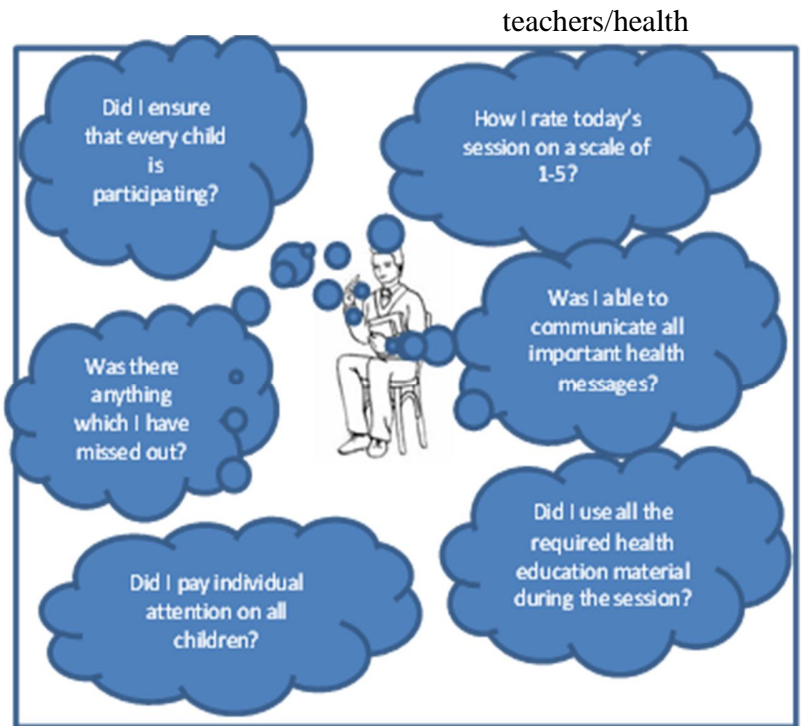 teachers/health
Did I ensure
that every child
is
participating?
How I rate today's
session on a scale of
1-5?
Was there
anything
which I have
missed out?
Was I able to
communicate all
important health
messages?
Did I pay individual
attention on all
children?
Did I use all the
required health
education material
during the session?